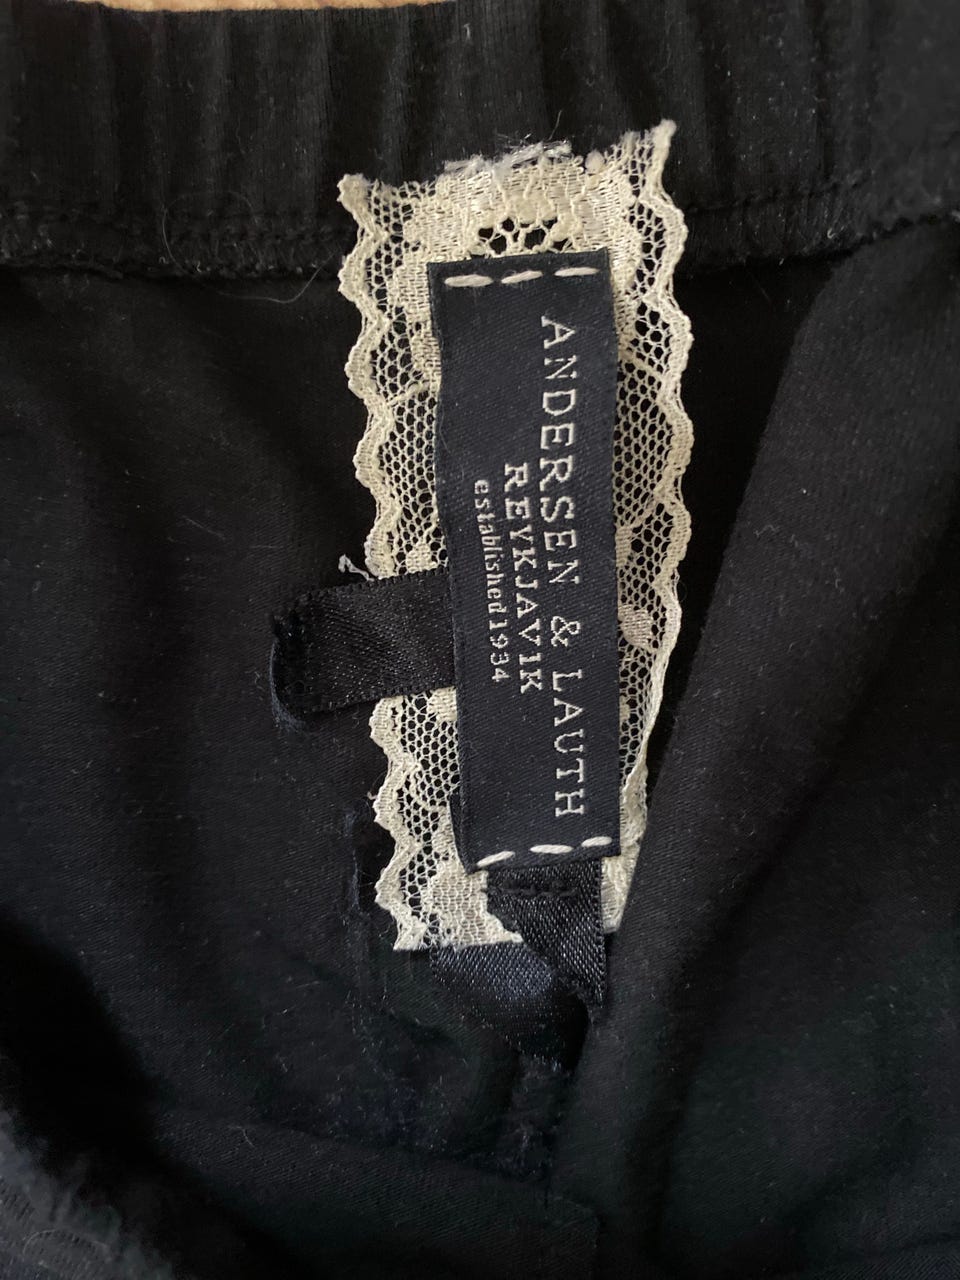 ANDERSEN & LAUTH
REYKJAVIK
established 1934